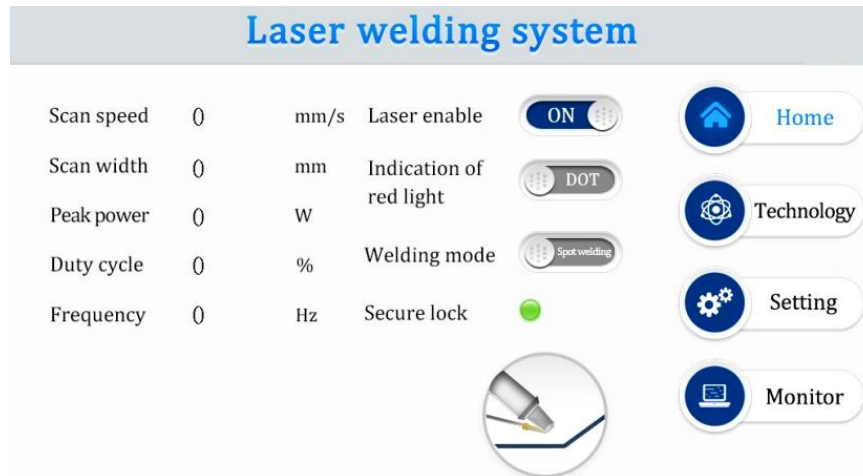 Laser welding system
Scan speed 0 mm/s
Scan width 0 mm
Peak power 0 W
Duty cycle 0 %
Frequency 0 Hz
Laser enable ON
Indication of
red light DOT
Welding mode Spot welding
Secure lock
Home
Technology
Setting
Monitor